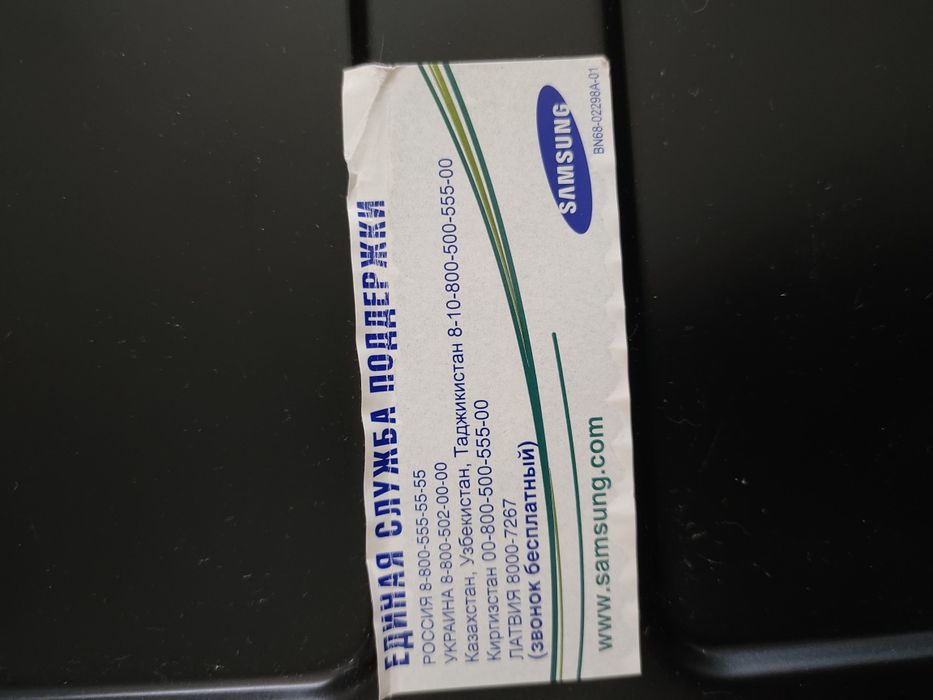 ЕДИНАЯ СЛУЖБА ПОДДЕРЖКИ
РОССИЯ 8-800-555-55-55
УКРАИНА 8-800-502-00-00
Казахстан, Узбекистан, Таджикистан 8-10-800-500-555-00
Киргизстан 00-800-500-555-00
ЛАТВИЯ 8000-7267
(звонок бесплатный)
www.samsung.com
SAMSUNG
BN68-02298A-01